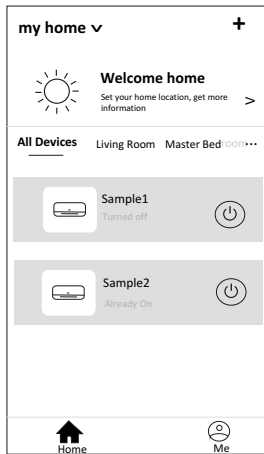 my home
+
Welcome home
Set your home location, get more
information
>
All Devices Living Room Master Bedroom ...
Sample1
Turned off
Sample2
Already On
Home
Me